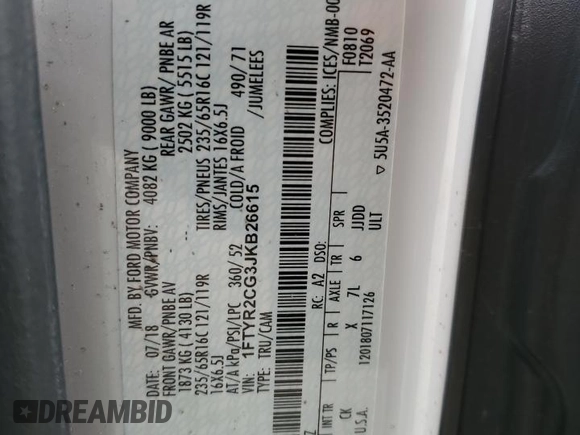 MFD. BY FORD MOTOR COMPANY
DATE: 07/18 GVWR/PNBV: 4082 KG ( 9000 LB)
FRONT GAWR/PNBE AV REAR GAWR/ PNBE AR
1873 KG ( 4130 LB) 2502 KG ( 5515 LB)
235/65R16C 121/119R TIRES/PNEUS 235/65R16C 121/119R
16X6.5J RIMS/JANTES 16X6.5J
AT/A kPa/PSI/LPC 360/ 52 COLD/A FROID 490/ 71
VIN: 1FTYR2CG3JKB26615 /JUMELEES
TYPE: TRU/CAM
COMPLIES: ICES/NMB-00
F0810
T2069
RC: A2 DSO:
INT TR TP/PS R AXLE TR SPR
CK X 7L 6 JJDD
U.S.A. 1201807117126 ULT
▽ 5U5A-3520472-AA
DREAMBID